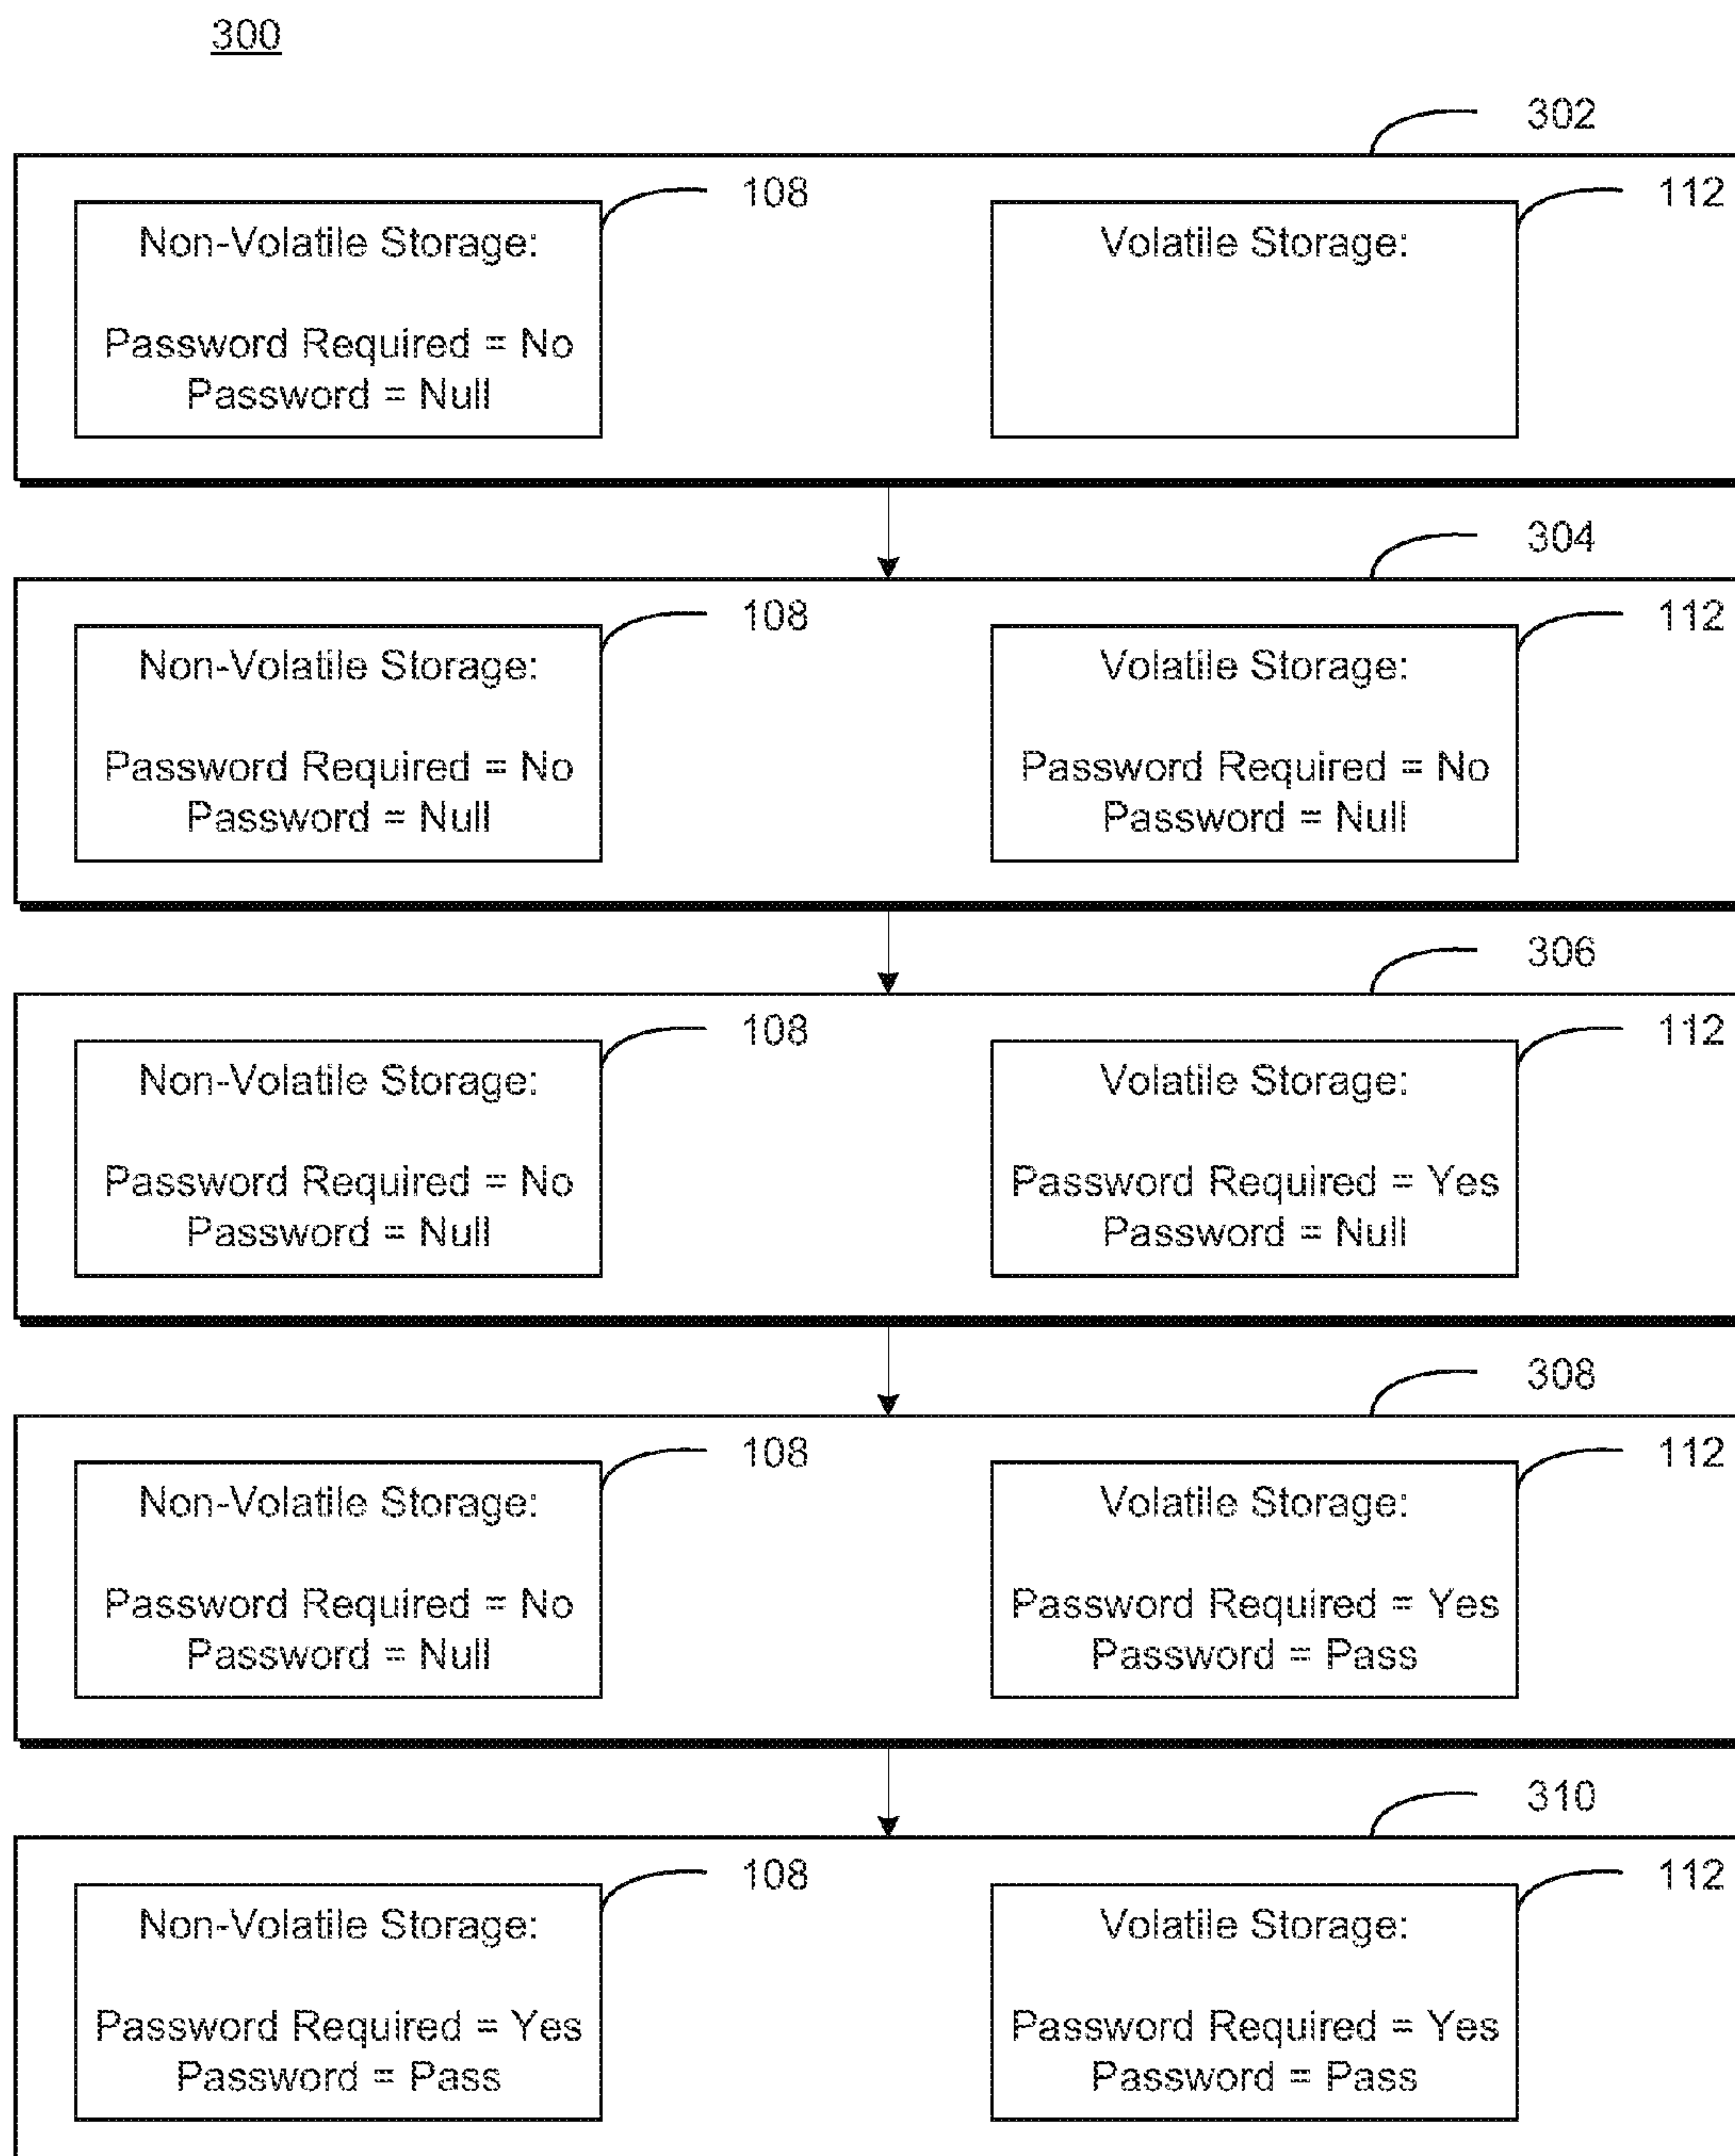 300
302
108
112
Non-Volatile Storage:
Password Required = No
Password = Null
Volatile Storage:
304
108
112
Non-Volatile Storage:
Password Required = No
Password = Null
Volatile Storage:
Password Required = No
Password = Null
306
108
112
Non-Volatile Storage:
Password Required = No
Password = Null
Volatile Storage:
Password Required = Yes
Password = Null
308
108
112
Non-Volatile Storage:
Password Required = No
Password = Null
Volatile Storage:
Password Required = Yes
Password = Pass
310
108
112
Non-Volatile Storage:
Password Required = Yes
Password = Pass
Volatile Storage:
Password Required = Yes
Password = Pass